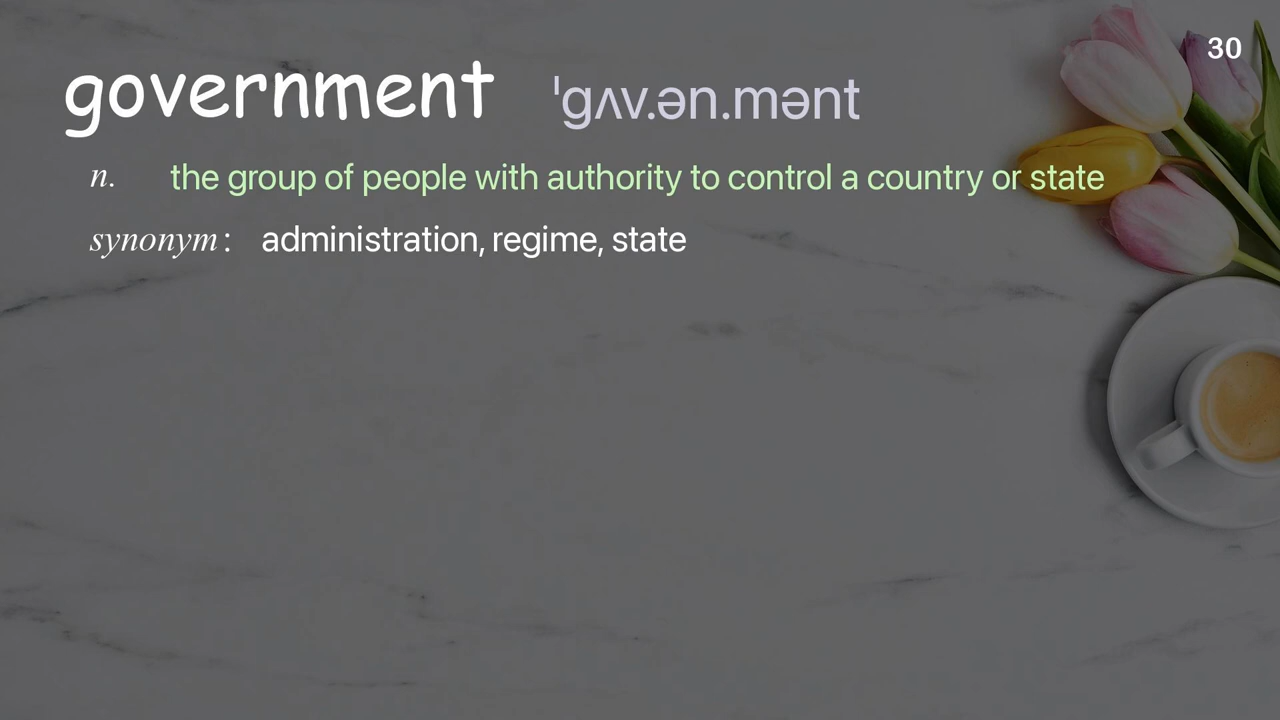 30
government ˈgʌv.ən.mənt
n. the group of people with authority to control a country or state
synonym: administration, regime, state